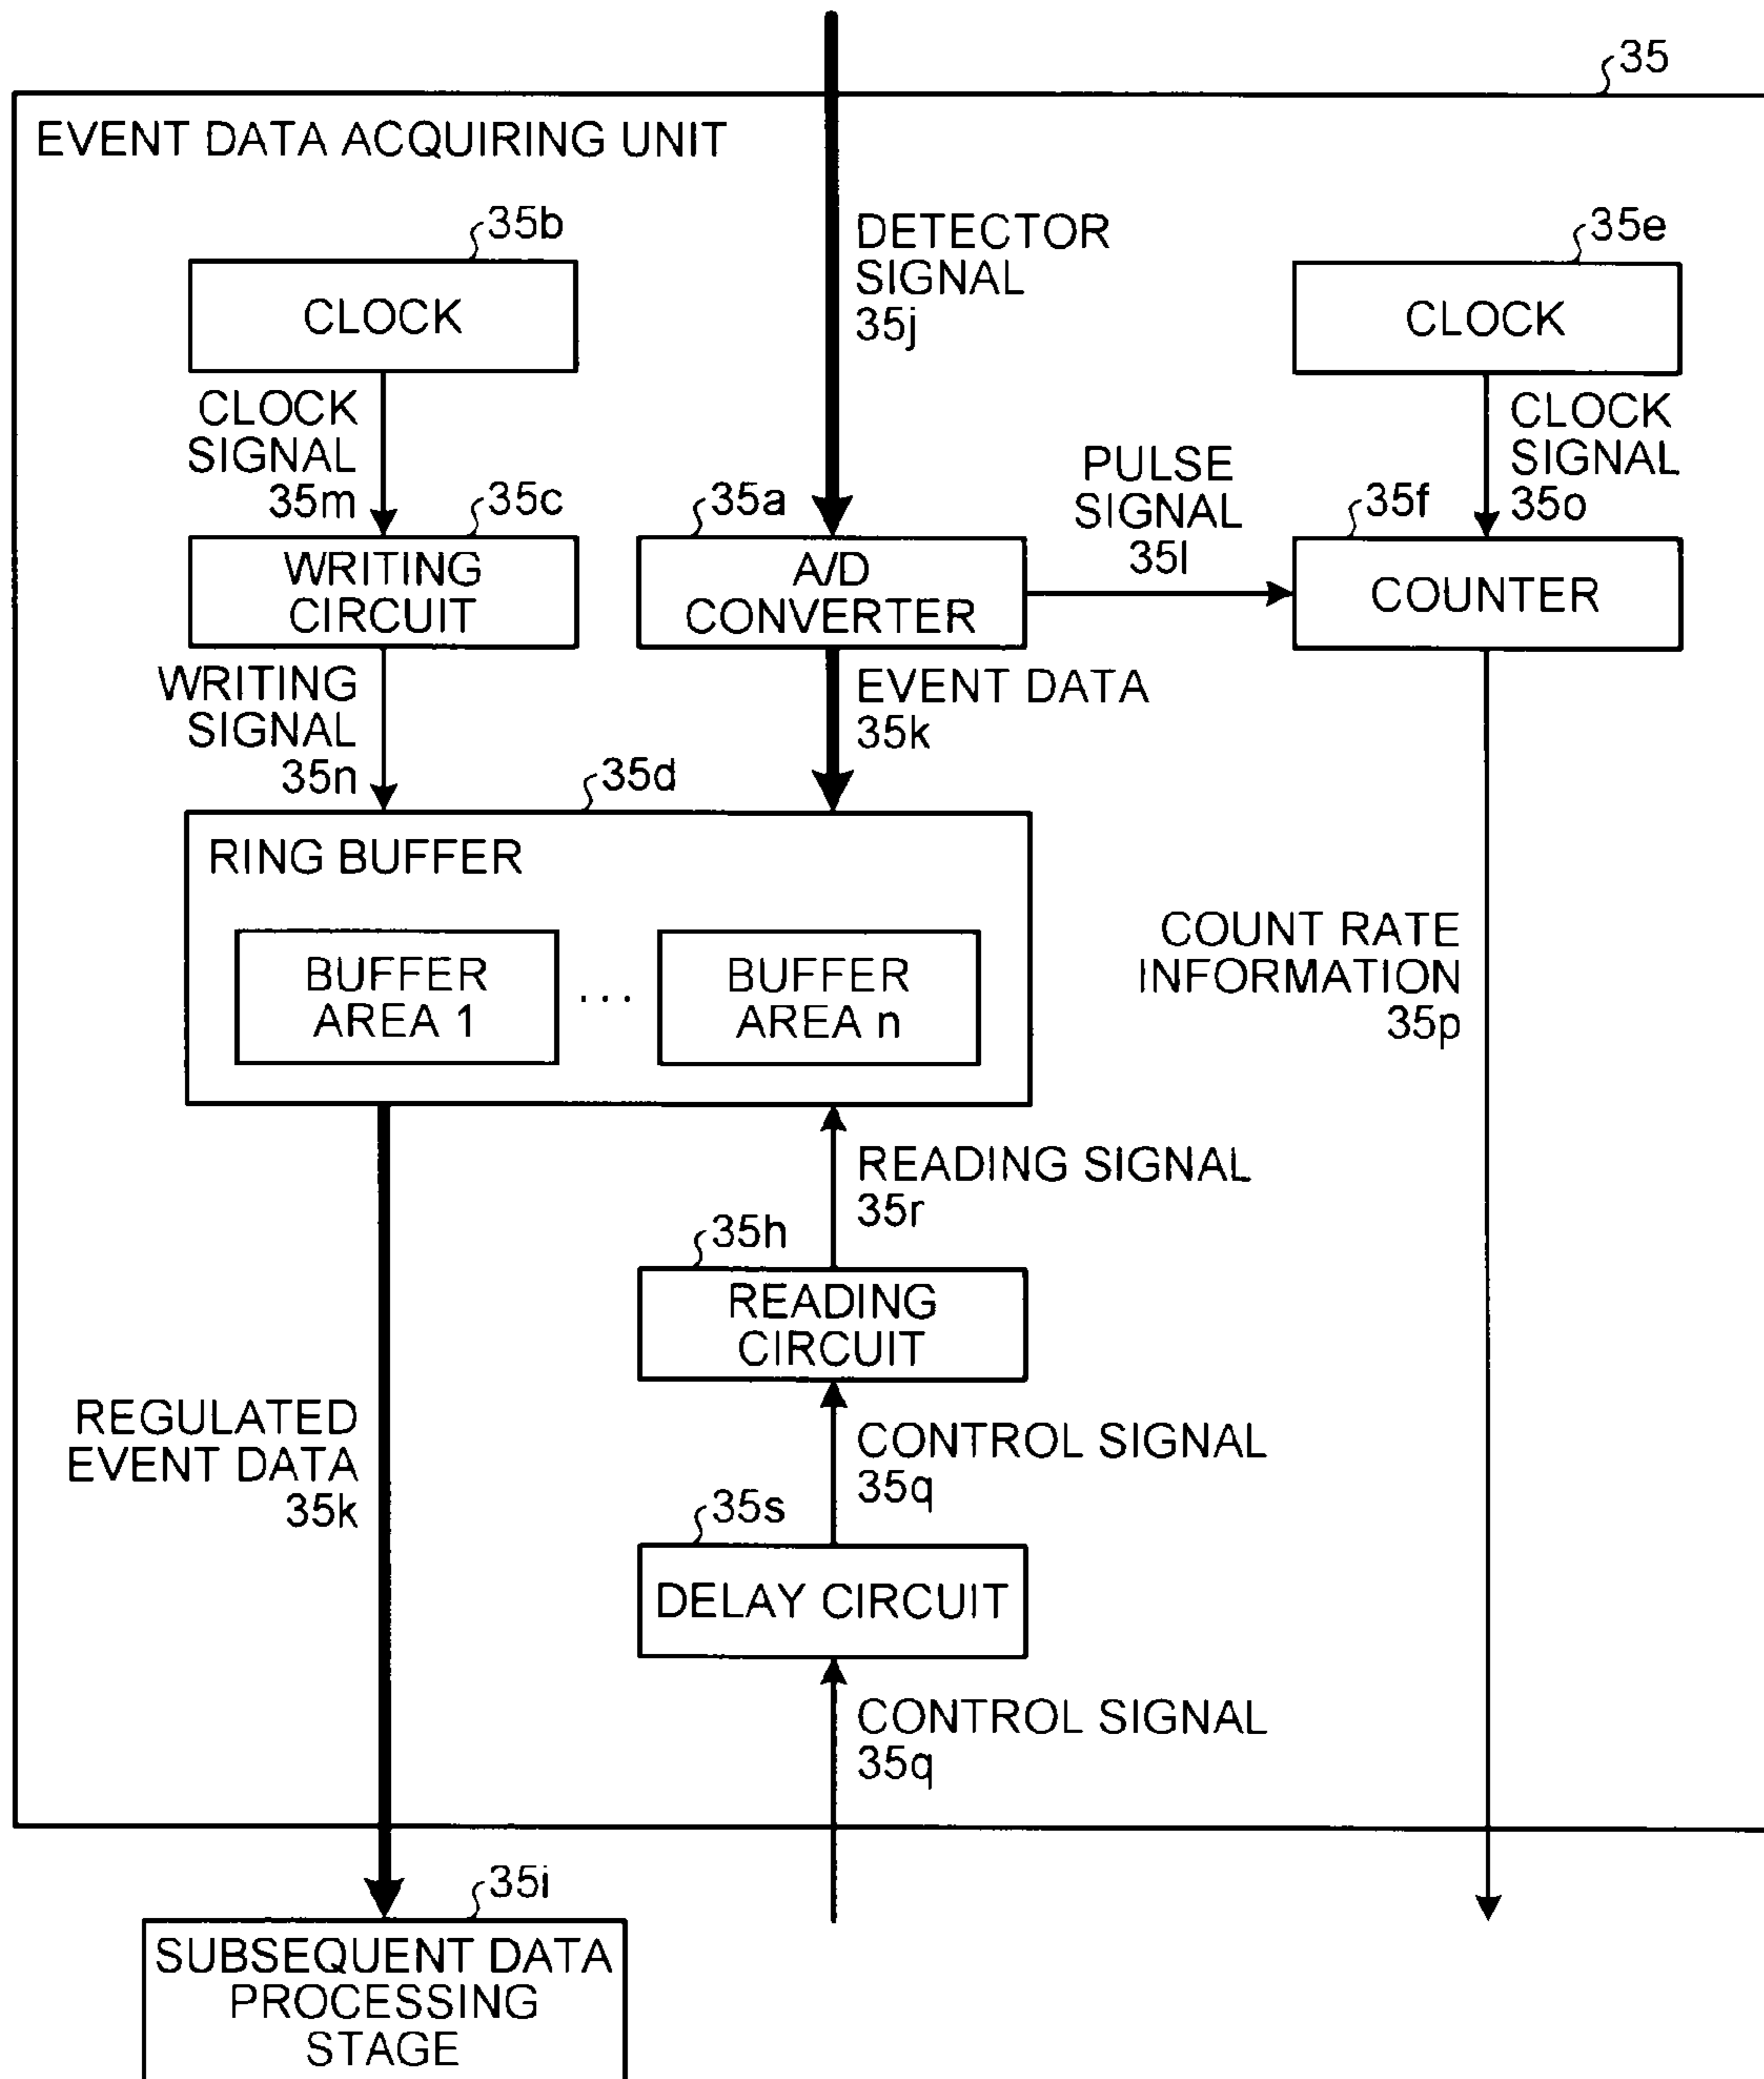 35
EVENT DATA ACQUIRING UNIT
35b
CLOCK
DETECTOR
SIGNAL
35j
35e
CLOCK
CLOCK
SIGNAL
35m
PULSE
SIGNAL
35l
CLOCK
SIGNAL
35o
35c
WRITING
CIRCUIT
35a
A/D
CONVERTER
35f
COUNTER
WRITING
SIGNAL
35n
EVENT DATA
35k
35d
RING BUFFER
BUFFER
AREA 1
...
BUFFER
AREA n
COUNT RATE
INFORMATION
35p
READING SIGNAL
35r
35h
READING
CIRCUIT
REGULATED
EVENT DATA
35k
CONTROL SIGNAL
35q
35s
DELAY CIRCUIT
CONTROL SIGNAL
35q
35i
SUBSEQUENT DATA
PROCESSING
STAGE